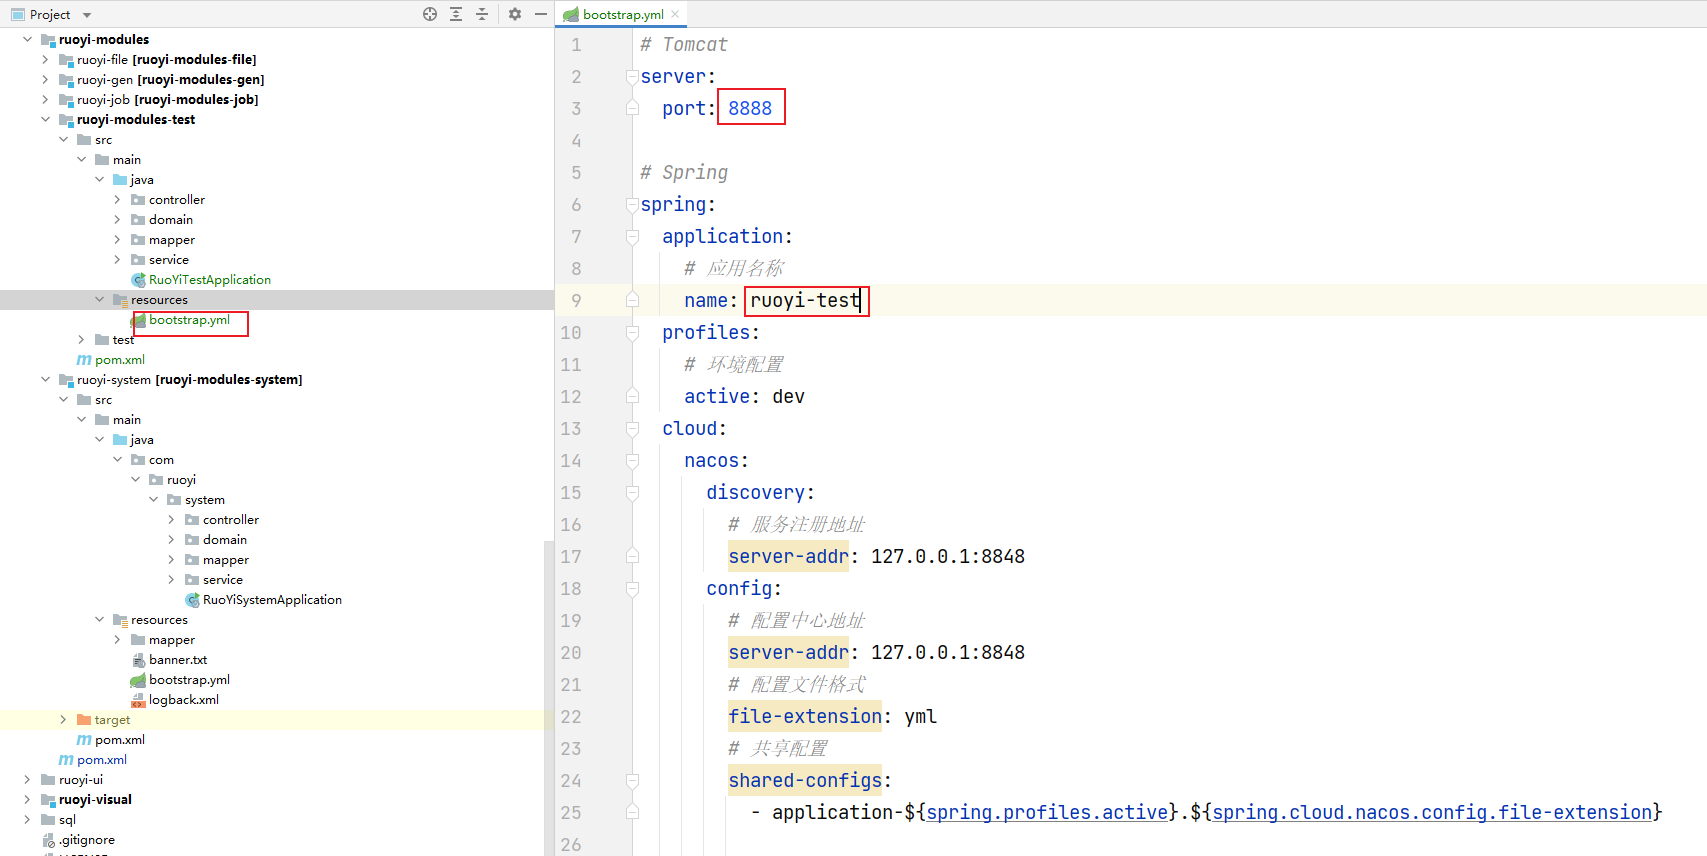 Project
ruoyi-modules
ruoyi-file [ruoyi-modules-file]
ruoyi-gen [ruoyi-modules-gen]
ruoyi-job [ruoyi-modules-job]
ruoyi-modules-test
src
main
java
controller
domain
mapper
service
RuoYiTestApplication
resources
bootstrap.yml
test
pom.xml
ruoyi-system [ruoyi-modules-system]
src
main
java
com
ruoyi
system
controller
domain
mapper
service
RuoYiSystemApplication
resources
mapper
banner.txt
bootstrap.yml
logback.xml
target
pom.xml
pom.xml
ruoyi-ui
ruoyi-visual
sql
.gitignore
bootstrap.yml
1 # Tomcat
2 server:
3 port: 8888
4
5 # Spring
6 spring:
7 application:
8 # 应用名称
9 name: ruoyi-test
10 profiles:
11 # 环境配置
12 active: dev
13 cloud:
14 nacos:
15 discovery:
16 # 服务注册地址
17 server-addr: 127.0.0.1:8848
18 config:
19 # 配置中心地址
20 server-addr: 127.0.0.1:8848
21 # 配置文件格式
22 file-extension: yml
23 # 共享配置
24 shared-configs:
25 - application-${spring.profiles.active}.${spring.cloud.nacos.config.file-extension}
26